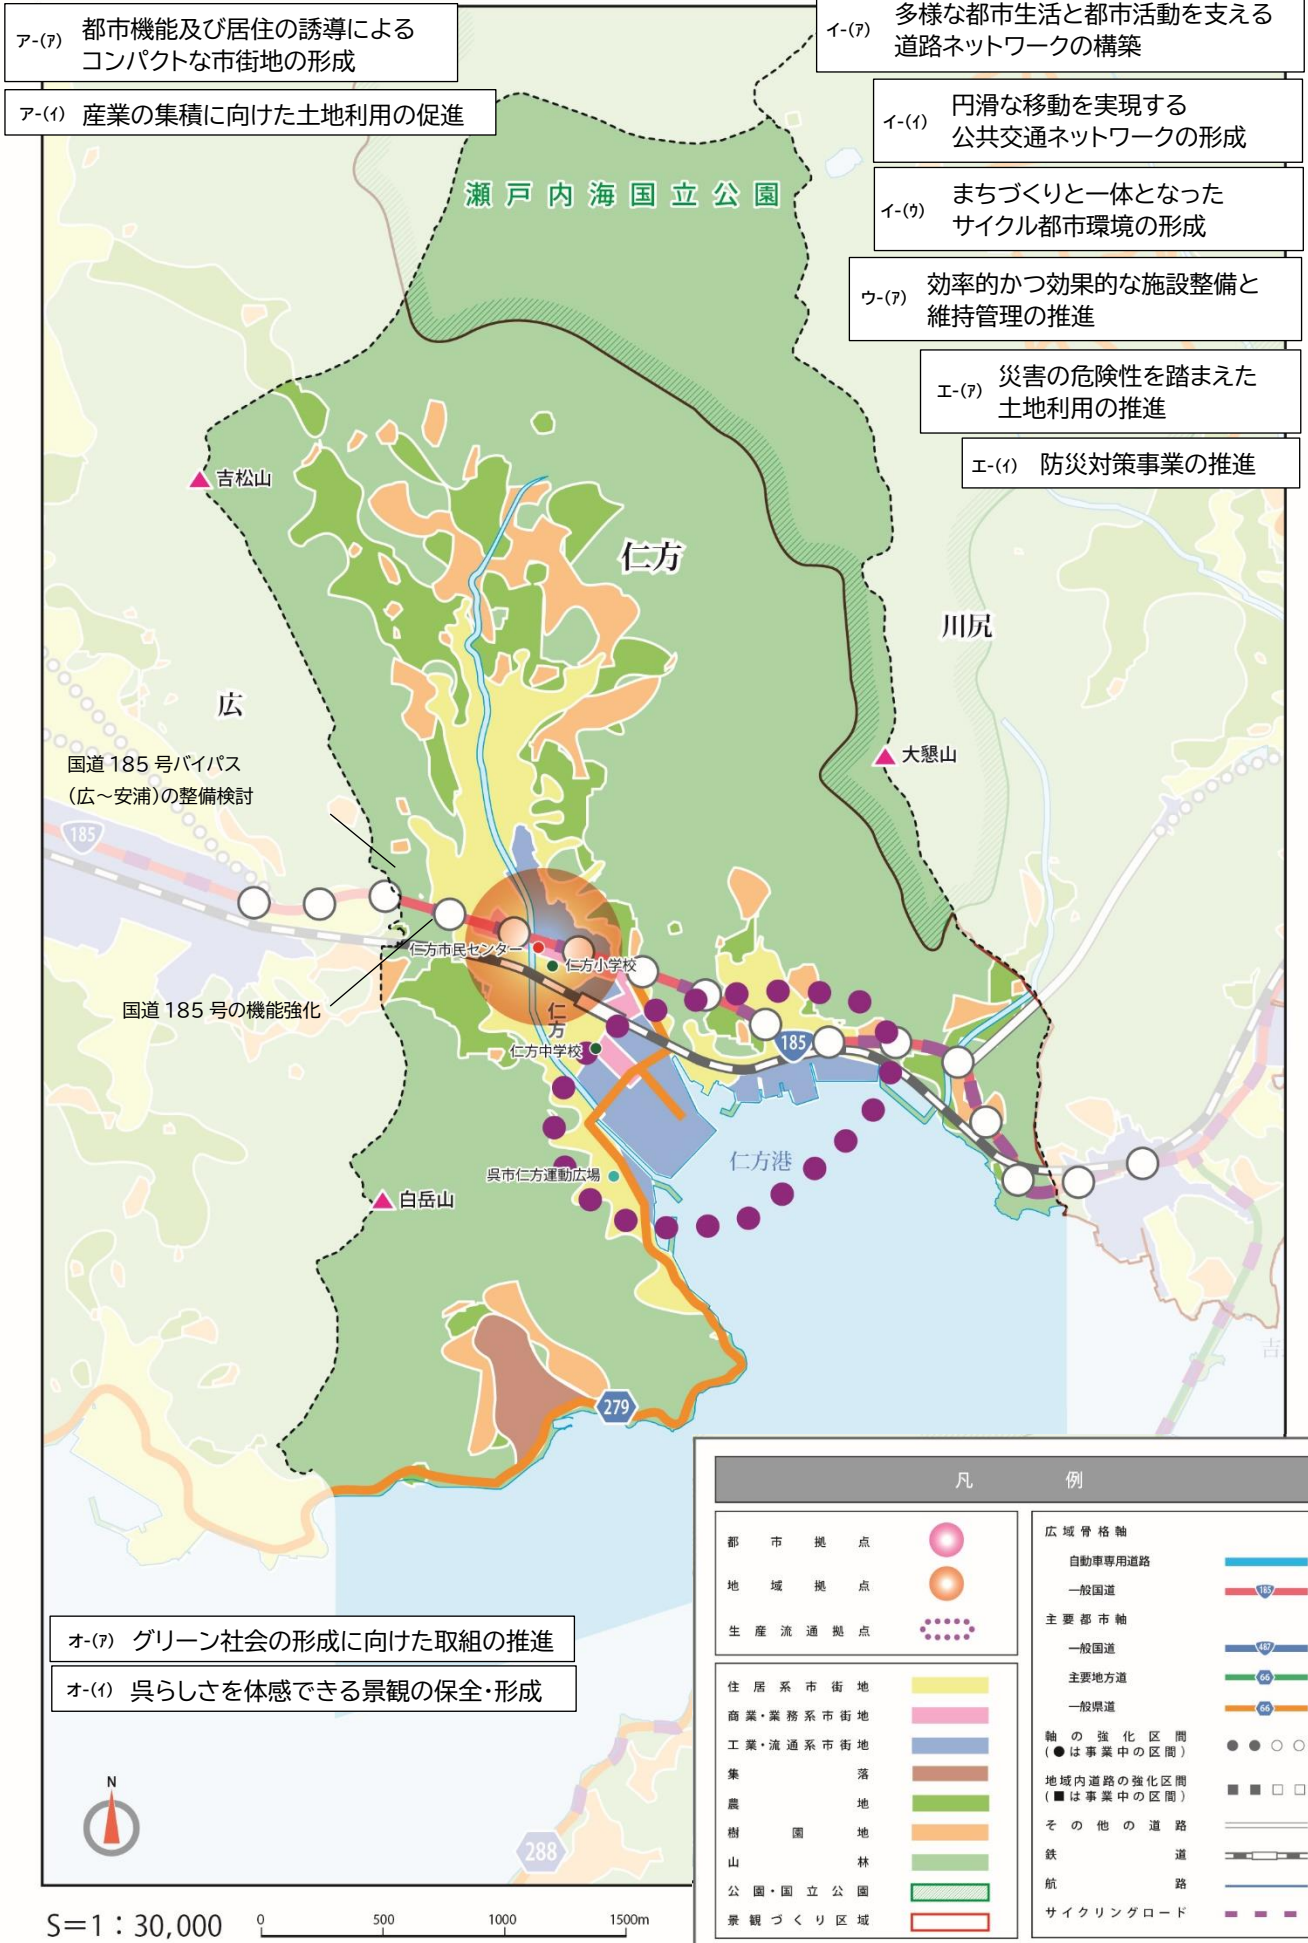 ア-(ア) 都市機能及び居住の誘導による
コンパクトな市街地の形成
ア-(イ) 産業の集積に向けた土地利用の促進
イ-(ア) 多様な都市生活と都市活動を支える
道路ネットワークの構築
イ-(イ) 円滑な移動を実現する
公共交通ネットワークの形成
イ-(ウ) まちづくりと一体となった
サイクル都市環境の形成
ウ-(ア) 効率的かつ効果的な施設整備と
維持管理の推進
エ-(ア) 災害の危険性を踏まえた
土地利用の推進
エ-(イ) 防災対策事業の推進
瀬戸内海国立公園
吉松山
仁方
川尻
広
大懇山
国道185号バイパス
(広～安浦)の整備検討
185
仁方市民センター
仁方小学校
国道185号の機能強化
仁方
仁方中学校
185
仁方港
呉市仁方運動広場
白岳山
吉
279
オ-(ア) グリーン社会の形成に向けた取組の推進
オ-(イ) 呉らしさを体感できる景観の保全・形成
N
288
S=1：30,000
0 500 1000 1500m
凡例
都市拠点
地域拠点
生産流通拠点
住居系市街地
商業・業務系市街地
工業・流通系市街地
集落
農地
樹園地
山林
公園・国立公園
景観づくり区域
広域骨格軸
自動車専用道路
一般国道 185
主要都市軸
一般国道 487
主要地方道 66
一般県道 66
軸の強化区間
(●は事業中の区間)
地域内道路の強化区間
(■は事業中の区間)
その他の道路
鉄道
航路
サイクリングロード